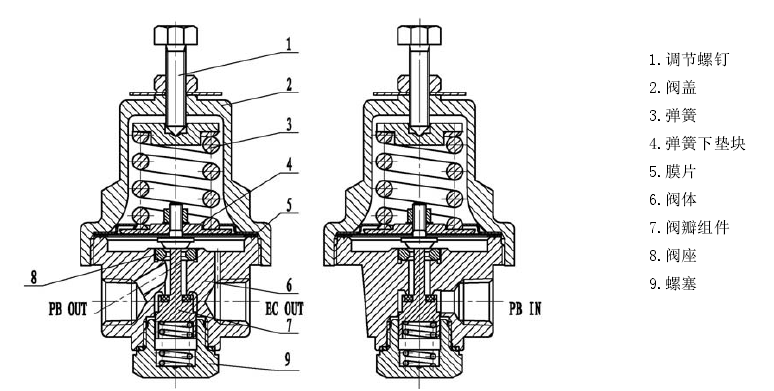 1
2
3
4
5
6
7
8
9
PB OUT
EC OUT
PB IN
1.调节螺钉
2.阀盖
3.弹簧
4.弹簧下垫块
5.膜片
6.阀体
7.阀瓣组件
8.阀座
9.螺塞